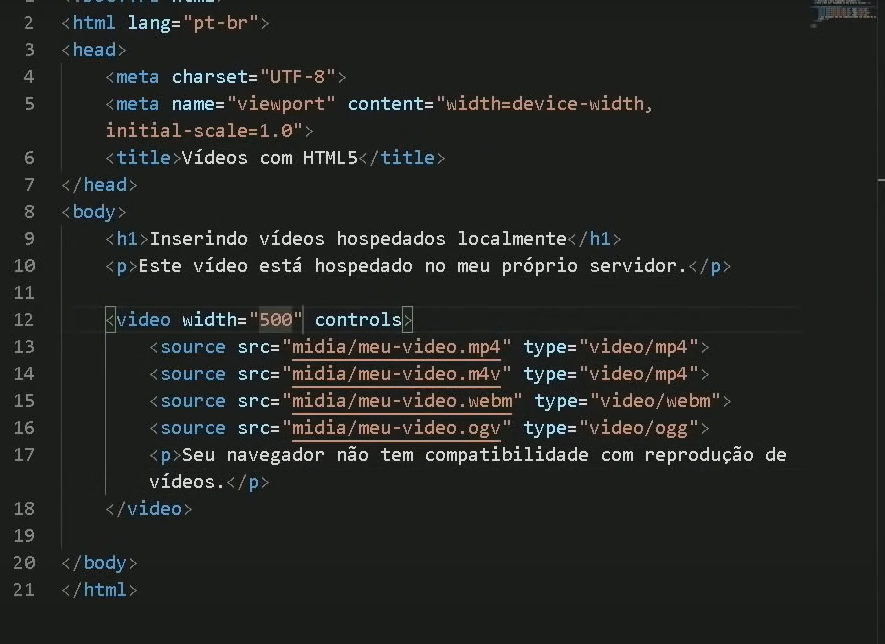 2 <html lang="pt-br">
3 <head>
4 <meta charset="UTF-8">
5 <meta name="viewport" content="width=device-width,
initial-scale=1.0">
6 <title>Vídeos com HTML5</title>
7 </head>
8 <body>
9 <h1>Inserindo vídeos hospedados localmente</h1>
10 <p>Este vídeo está hospedado no meu próprio servidor.</p>
11
12 <video width="500" controls>
13 <source src="midia/meu-video.mp4" type="video/mp4">
14 <source src="midia/meu-video.m4v" type="video/mp4">
15 <source src="midia/meu-video.webm" type="video/webm">
16 <source src="midia/meu-video.ogv" type="video/ogg">
17 <p>Seu navegador não tem compatibilidade com reprodução de
vídeos.</p>
18 </video>
19
20 </body>
21 </html>